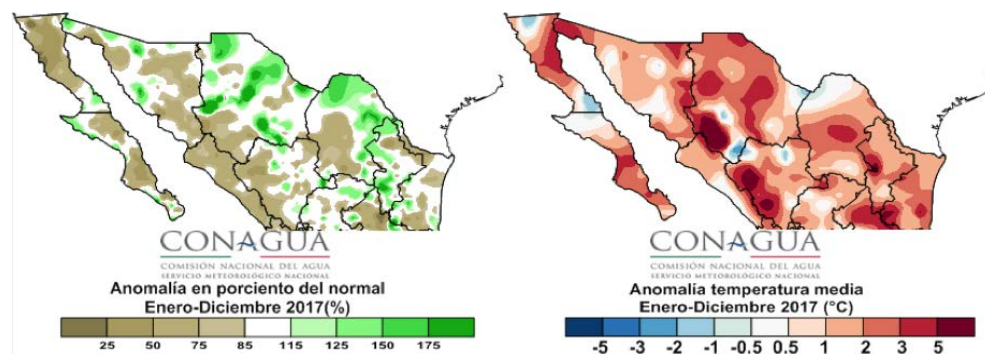 CONAGUA
COMISIÓN NACIONAL DEL AGUA
SERVICIO METEOROLÓGICO NACIONAL
Anomalía en porciento del normal
Enero-Diciembre 2017(%)
25 50 75 85 115 125 150 175
CONAGUA
COMISIÓN NACIONAL DEL AGUA
SERVICIO METEOROLÓGICO NACIONAL
Anomalía temperatura media
Enero-Diciembre 2017 (°C)
-5 -3 -2 -1 -0.5 0.5 1 2 3 5